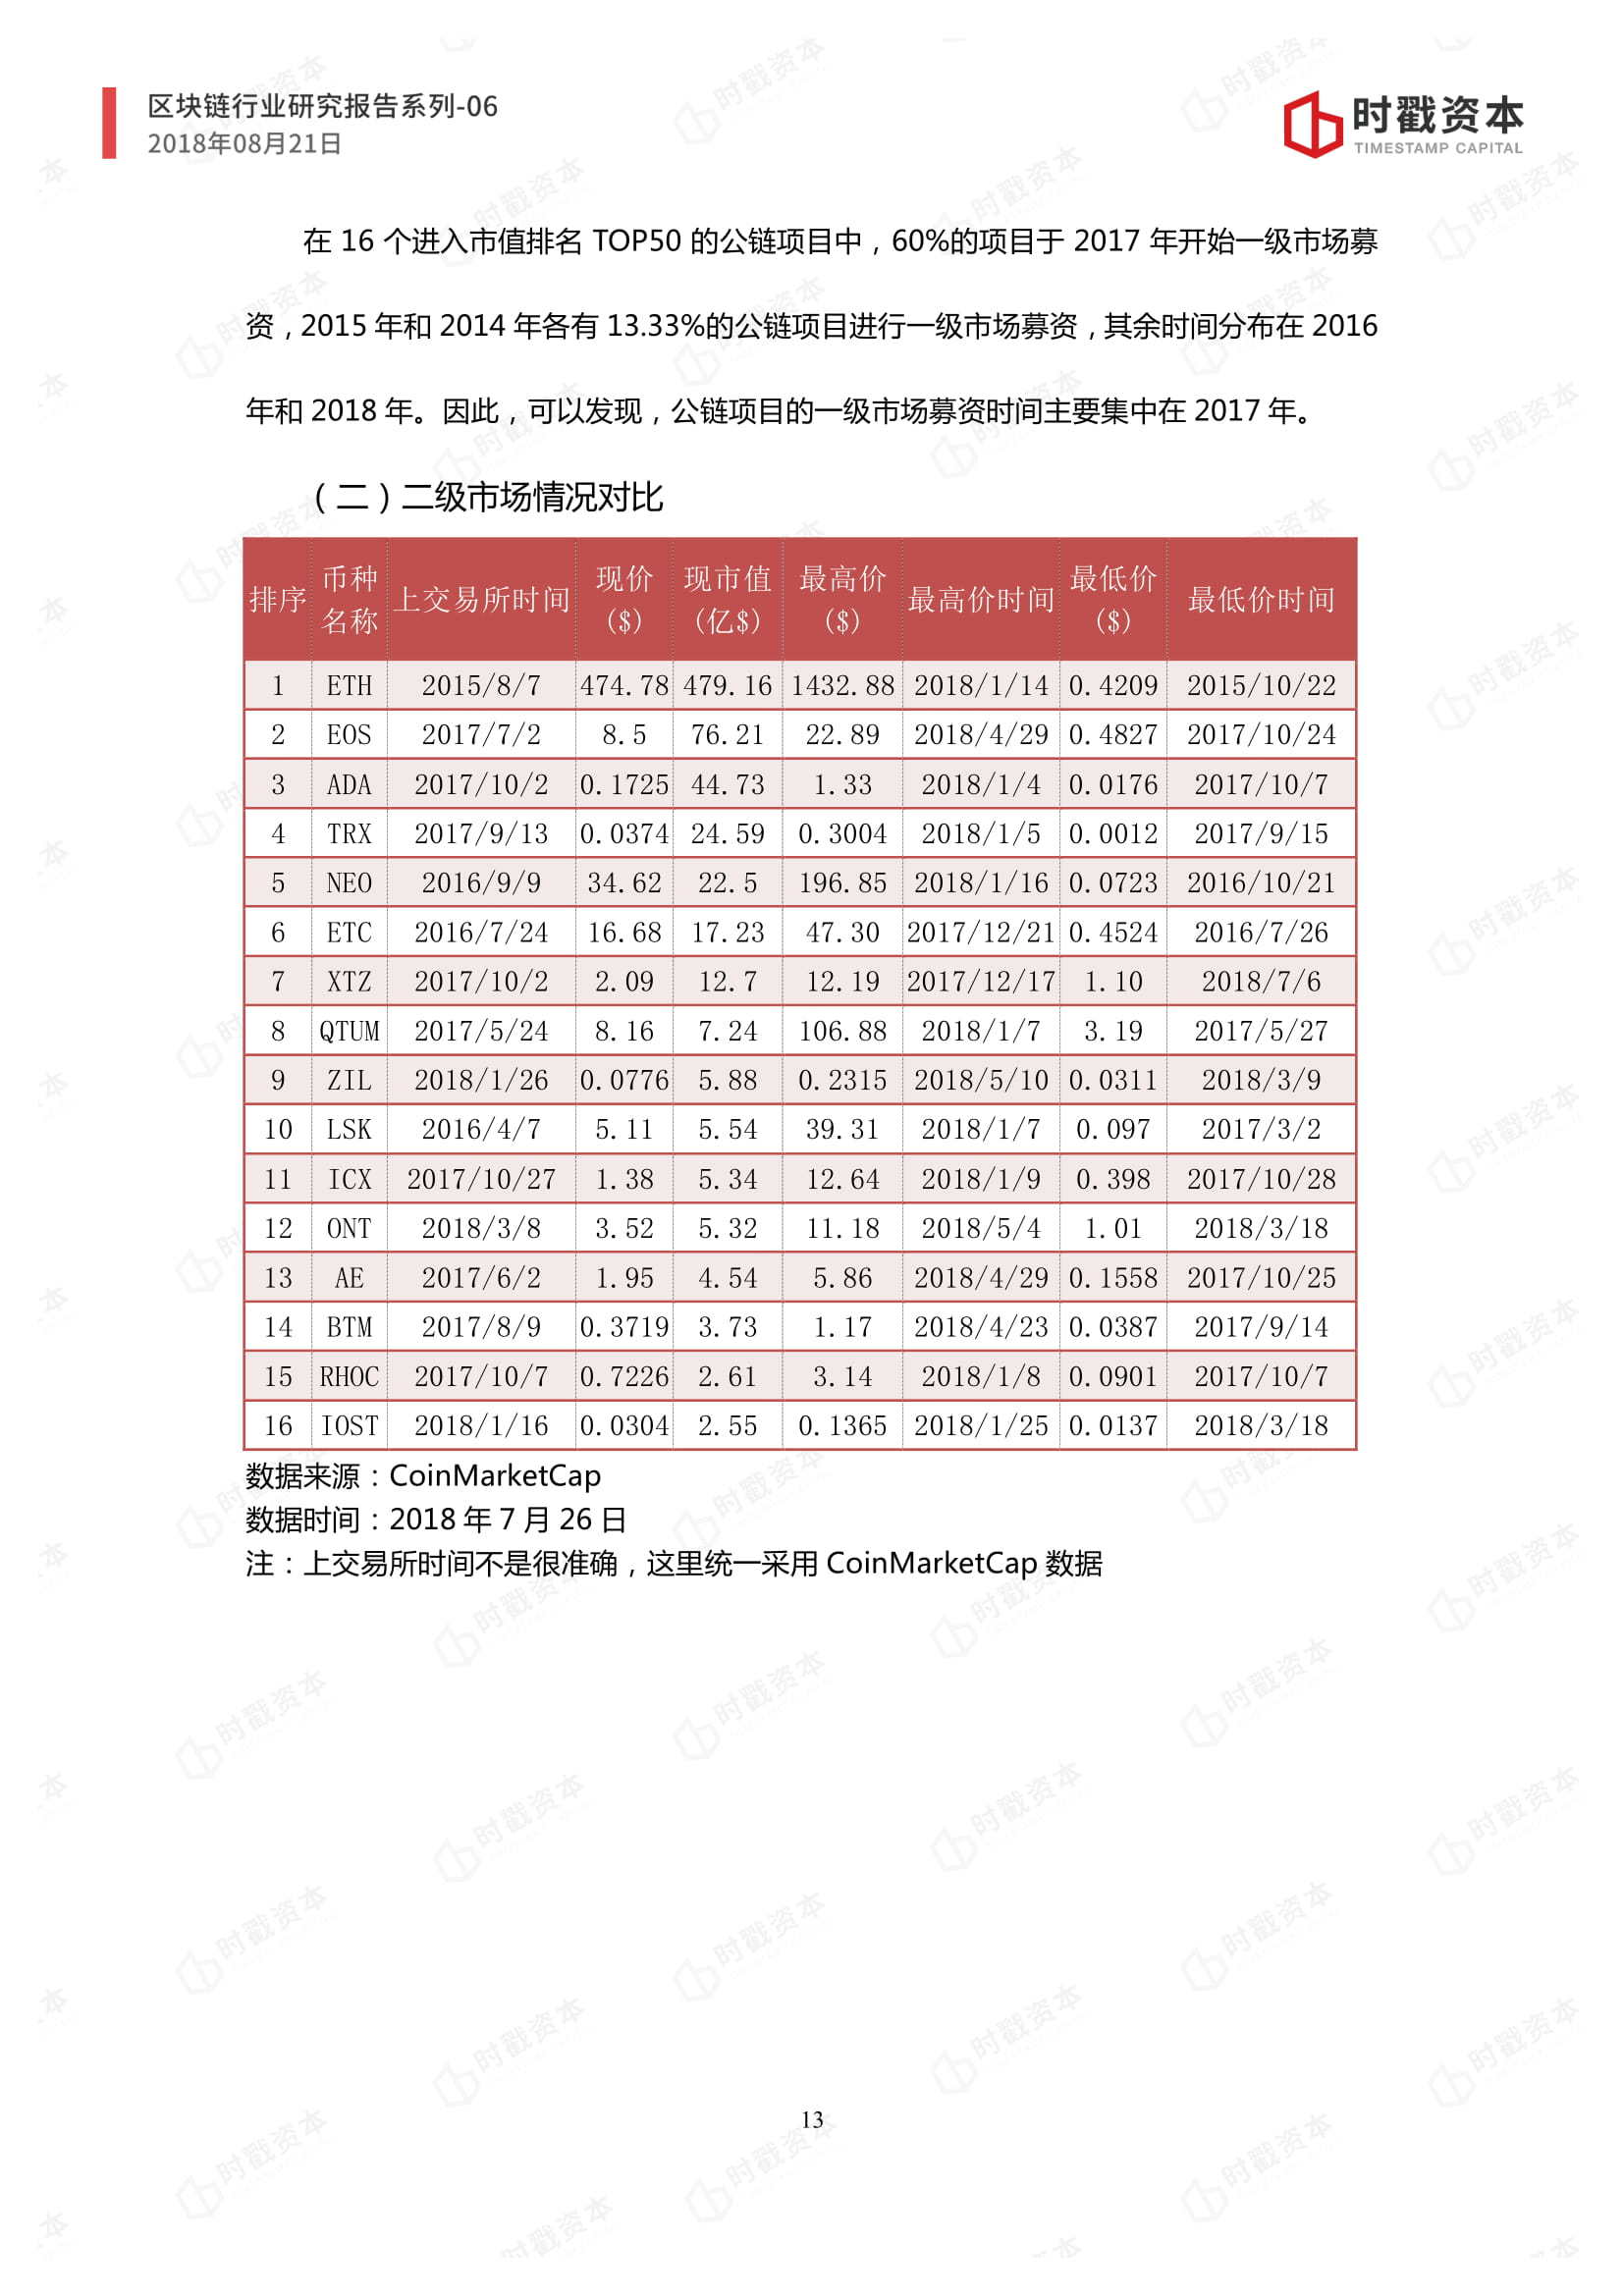 区块链行业研究报告系列-06
2018年08月21日
时戳资本
TIMESTAMP CAPITAL
在 16 个进入市值排名 TOP50 的公链项目中，60%的项目于 2017 年开始一级市场募
资，2015 年和 2014 年各有 13.33%的公链项目进行一级市场募资，其余时间分布在 2016
年和 2018 年。因此，可以发现，公链项目的一级市场募资时间主要集中在 2017 年。
（二）二级市场情况对比
排序 币种名称 上交易所时间 现价($) 现市值(亿$) 最高价($) 最高价时间 最低价($) 最低价时间
1 ETH 2015/8/7 474.78 479.16 1432.88 2018/1/14 0.4209 2015/10/22
2 EOS 2017/7/2 8.5 76.21 22.89 2018/4/29 0.4827 2017/10/24
3 ADA 2017/10/2 0.1725 44.73 1.33 2018/1/4 0.0176 2017/10/7
4 TRX 2017/9/13 0.0374 24.59 0.3004 2018/1/5 0.0012 2017/9/15
5 NEO 2016/9/9 34.62 22.5 196.85 2018/1/16 0.0723 2016/10/21
6 ETC 2016/7/24 16.68 17.23 47.30 2017/12/21 0.4524 2016/7/26
7 XTZ 2017/10/2 2.09 12.7 12.19 2017/12/17 1.10 2018/7/6
8 QTUM 2017/5/24 8.16 7.24 106.88 2018/1/7 3.19 2017/5/27
9 ZIL 2018/1/26 0.0776 5.88 0.2315 2018/5/10 0.0311 2018/3/9
10 LSK 2016/4/7 5.11 5.54 39.31 2018/1/7 0.097 2017/3/2
11 ICX 2017/10/27 1.38 5.34 12.64 2018/1/9 0.398 2017/10/28
12 ONT 2018/3/8 3.52 5.32 11.18 2018/5/4 1.01 2018/3/18
13 AE 2017/6/2 1.95 4.54 5.86 2018/4/29 0.1558 2017/10/25
14 BTM 2017/8/9 0.3719 3.73 1.17 2018/4/23 0.0387 2017/9/14
15 RHOC 2017/10/7 0.7226 2.61 3.14 2018/1/8 0.0901 2017/10/7
16 IOST 2018/1/16 0.0304 2.55 0.1365 2018/1/25 0.0137 2018/3/18
数据来源：CoinMarketCap
数据时间：2018 年 7 月 26 日
注：上交易所时间不是很准确，这里统一采用 CoinMarketCap 数据
13